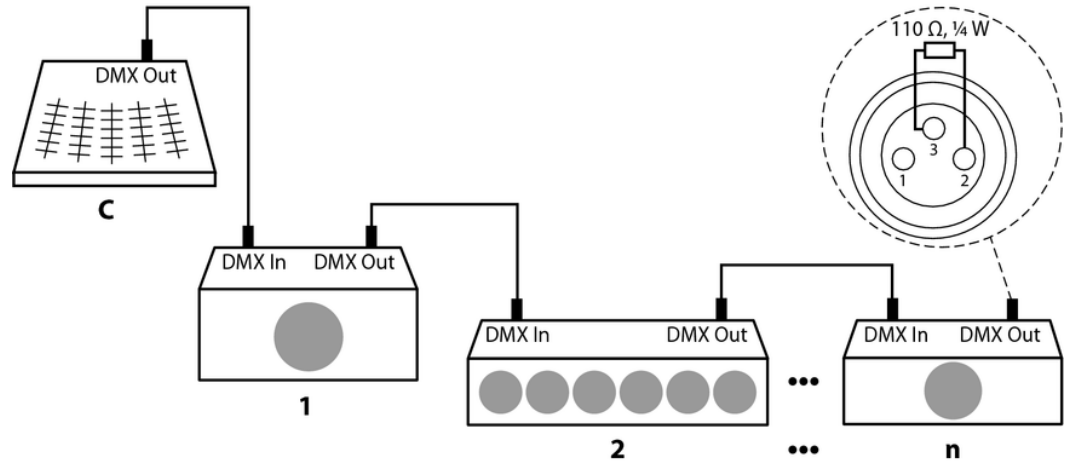 110 Ω, ¼ W
DMX Out
3
1
2
C
DMX In
DMX Out
1
DMX In
DMX Out
•••
DMX In
DMX Out
2
•••
n